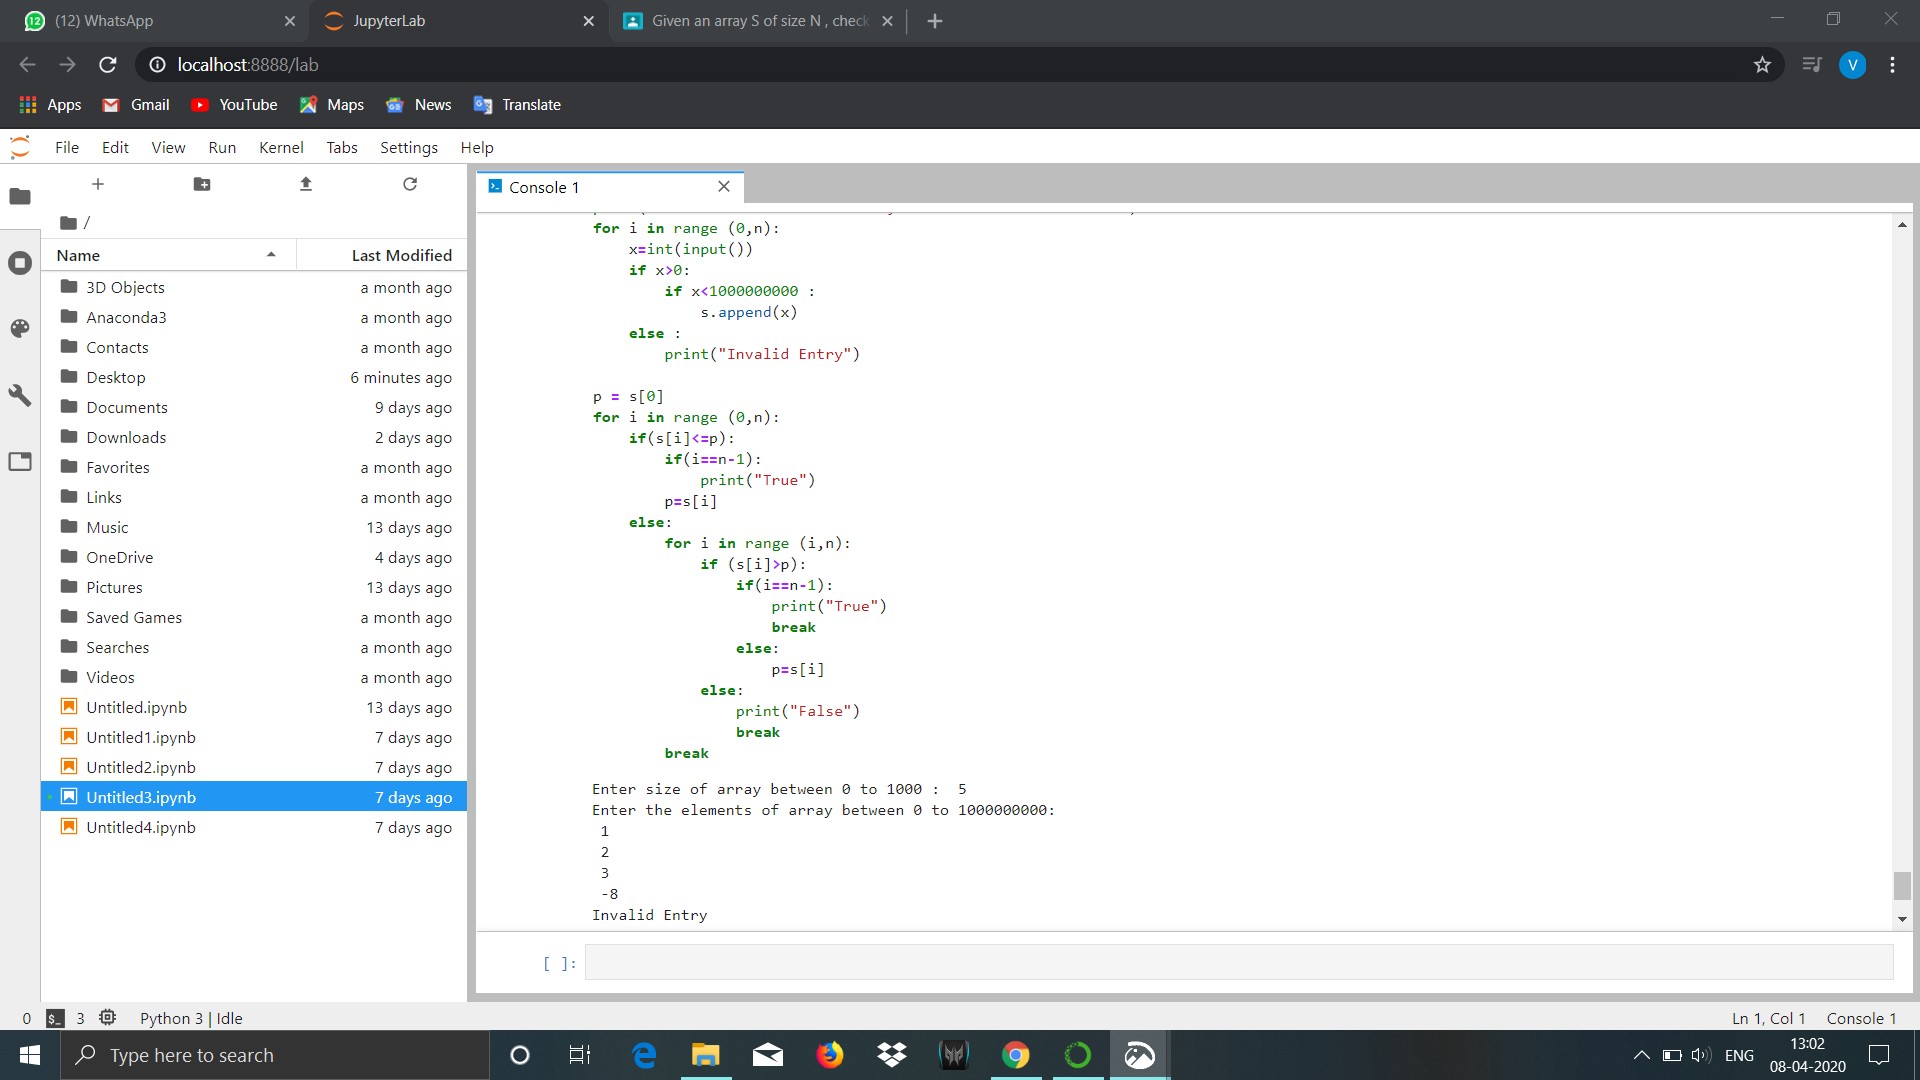 (12) WhatsApp
JupyterLab
Given an array S of size N , check
localhost:8888/lab
V
Apps Gmail YouTube Maps News Translate
File Edit View Run Kernel Tabs Settings Help
/
Name Last Modified
3D Objects a month ago
Anaconda3 a month ago
Contacts a month ago
Desktop 6 minutes ago
Documents 9 days ago
Downloads 2 days ago
Favorites a month ago
Links a month ago
Music 13 days ago
OneDrive 4 days ago
Pictures 13 days ago
Saved Games a month ago
Searches a month ago
Videos a month ago
Untitled.ipynb 13 days ago
Untitled1.ipynb 7 days ago
Untitled2.ipynb 7 days ago
Untitled3.ipynb 7 days ago
Untitled4.ipynb 7 days ago
Console 1
for i in range (0,n):
    x=int(input())
    if x>0:
        if x<1000000000 :
            s.append(x)
    else :
        print("Invalid Entry")
p = s[0]
for i in range (0,n):
    if(s[i]<=p):
        if(i==n-1):
            print("True")
        p=s[i]
    else:
        for i in range (i,n):
            if (s[i]>p):
                if(i==n-1):
                    print("True")
                    break
                else:
                    p=s[i]
            else:
                print("False")
                break
        break
Enter size of array between 0 to 1000 :  5
Enter the elements of array between 0 to 1000000000:
1
2
3
-8
Invalid Entry
[ ]:
0 $_ 3 Python 3 | Idle Ln 1, Col 1 Console 1
Type here to search
ENG
13:02
08-04-2020